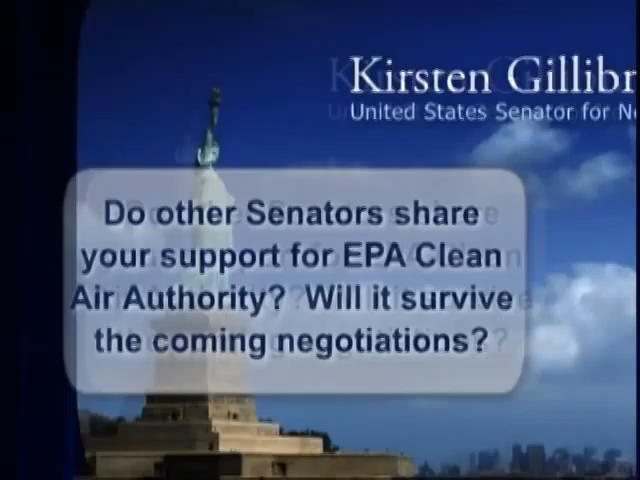 Kirsten Gillibr
United States Senator for Ne
Do other Senators share
your support for EPA Clean
Air Authority? Will it survive
the coming negotiations?